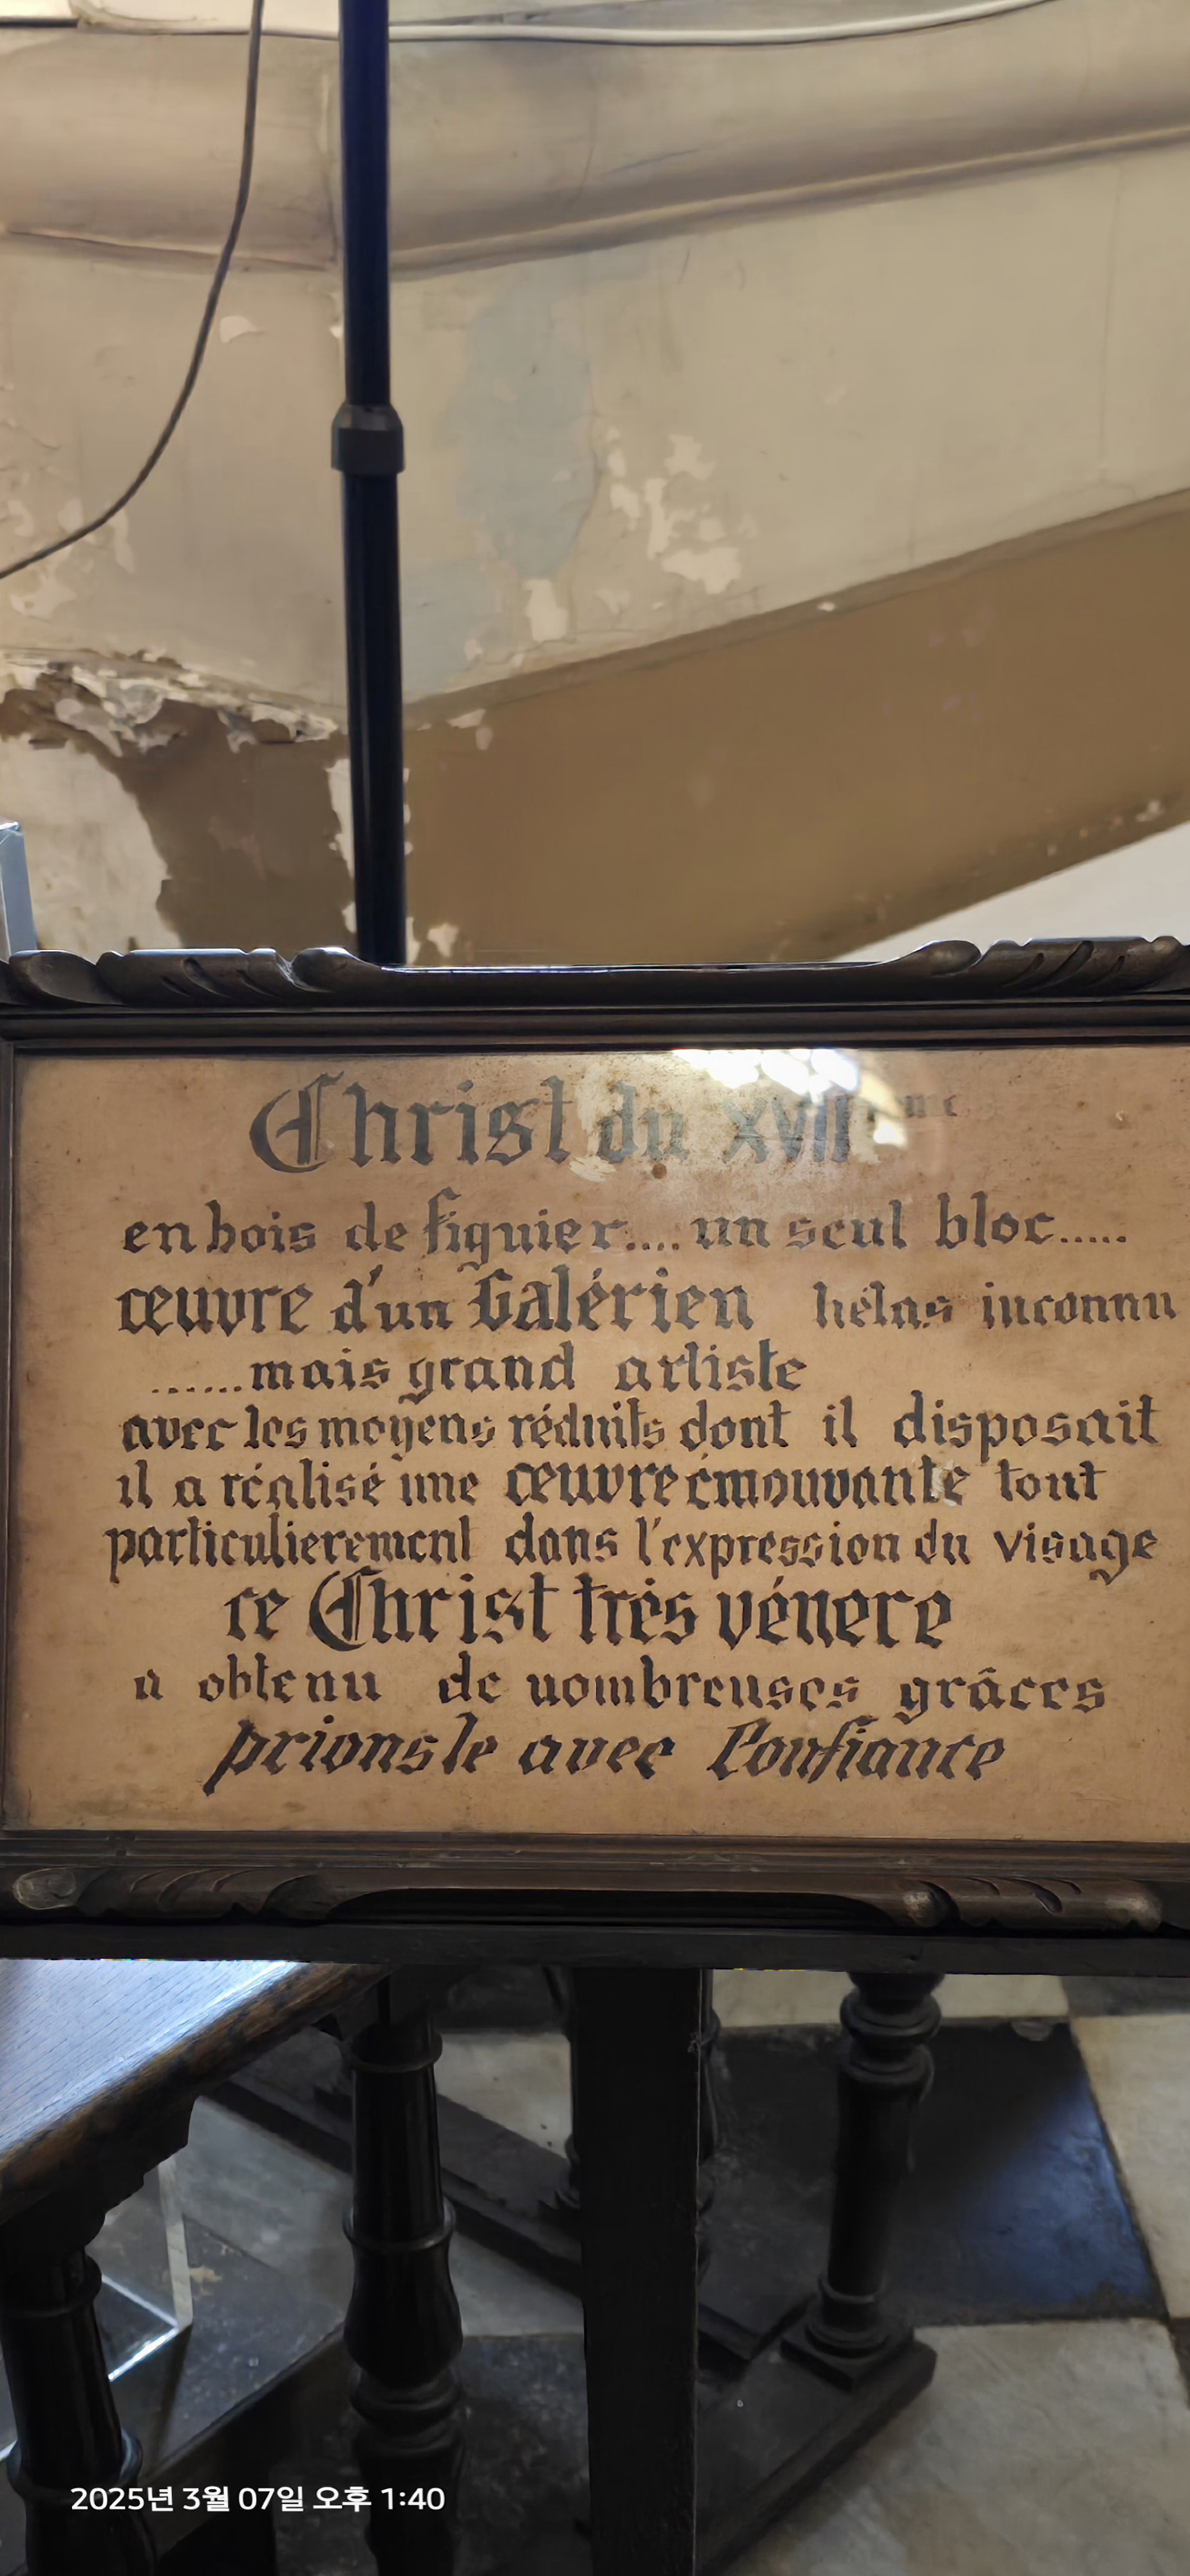 Christ du XVII ème
en bois de figuier.... un seul bloc.....
œuvre d'un Galérien hélas inconnu
......mais grand artiste
avec les moyens réduits dont il disposait
il a réalisé une œuvre émouvante tout
particulierement dans l'expression du visage
ce Christ très vénere
a obtenu de nombreuses grâces
prions le avec Confiance
2025년 3월 07일 오후 1:40